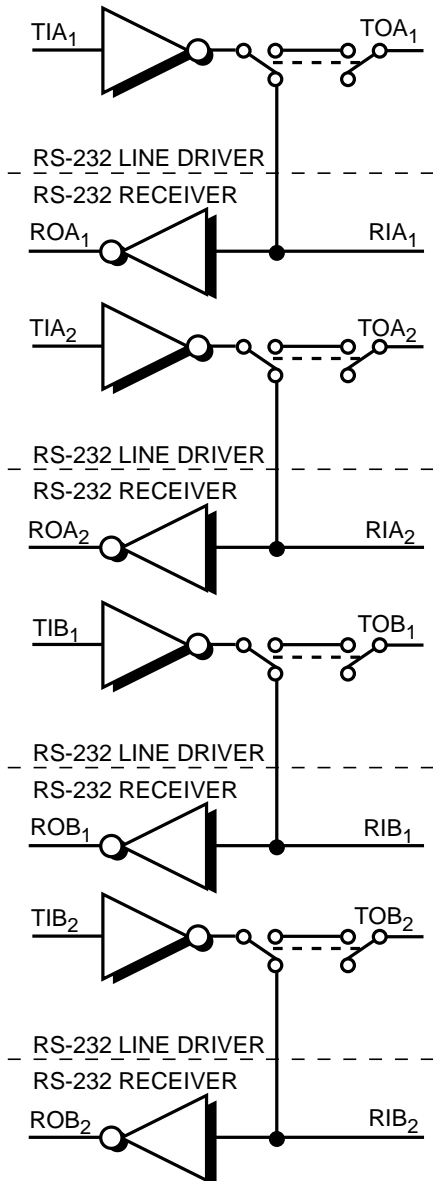 TIA1 TOA1
RS-232 LINE DRIVER
RS-232 RECEIVER
ROA1 RIA1
TIA2 TOA2
RS-232 LINE DRIVER
RS-232 RECEIVER
ROA2 RIA2
TIB1 TOB1
RS-232 LINE DRIVER
RS-232 RECEIVER
ROB1 RIB1
TIB2 TOB2
RS-232 LINE DRIVER
RS-232 RECEIVER
ROB2 RIB2